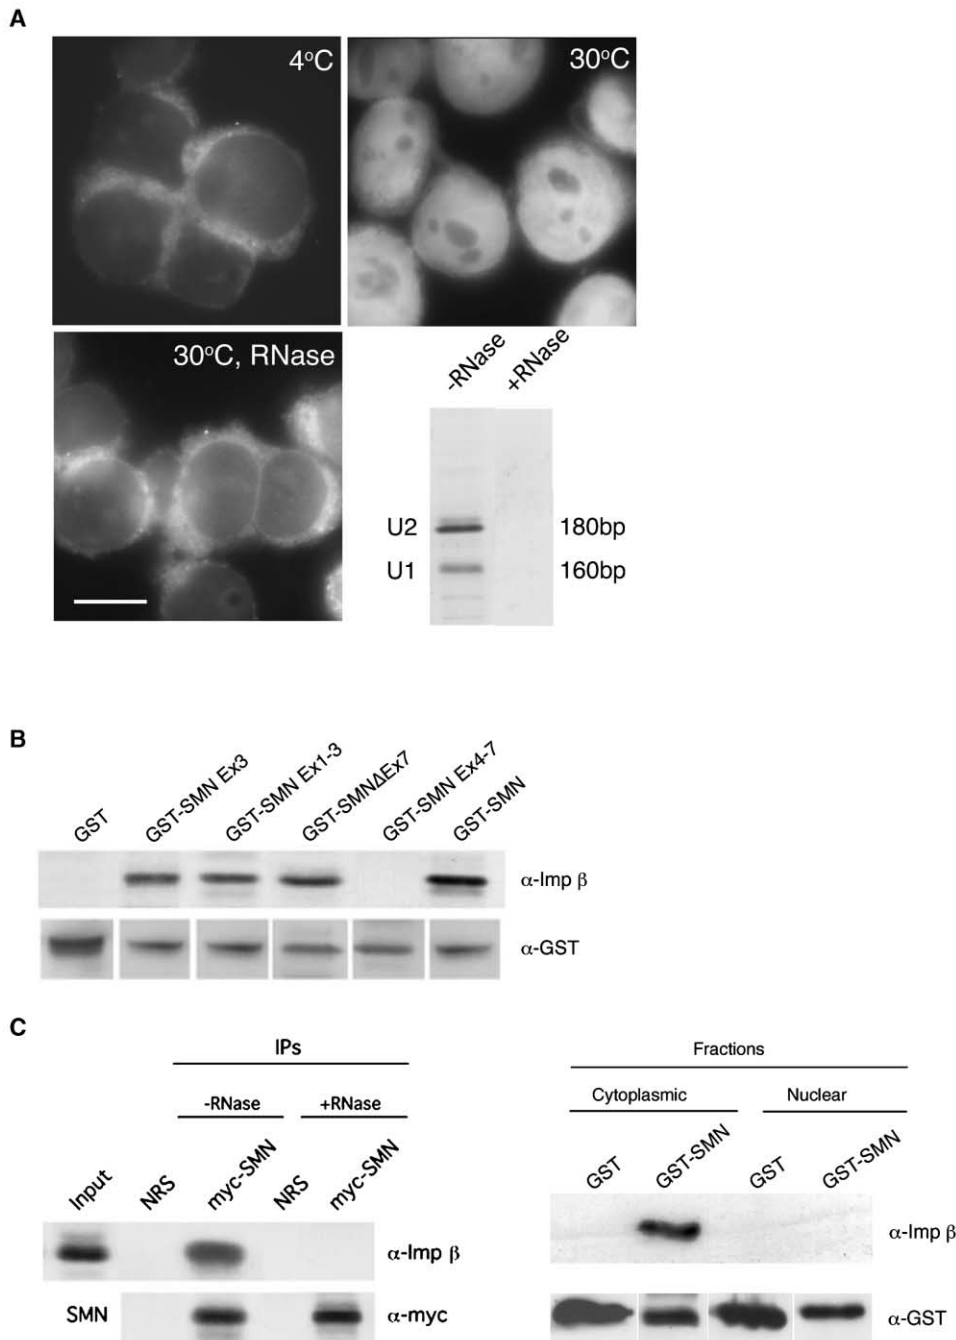 A
4°C
30°C
30°C, RNase
-RNase
+RNase
U2
180bp
U1
160bp
B
GST
GST-SMN Ex3
GST-SMN Ex1-3
GST-SMNΔEx7
GST-SMN Ex4-7
GST-SMN
α-Imp β
α-GST
C
IPs
-RNase
+RNase
Input
NRS
myc-SMN
NRS
myc-SMN
α-Imp β
SMN
α-myc
Fractions
Cytoplasmic
Nuclear
GST
GST-SMN
GST
GST-SMN
α-Imp β
α-GST